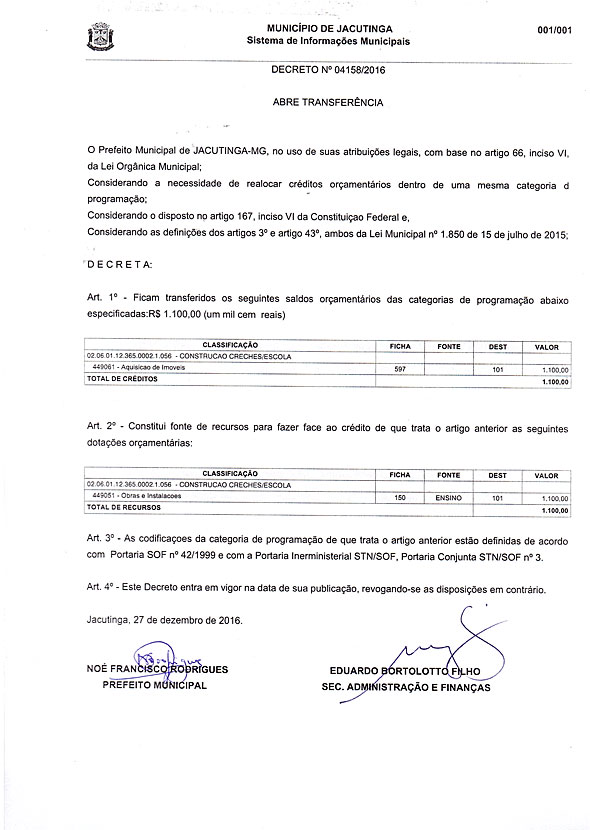 MUNICÍPIO DE JACUTINGA
001/001
Sistema de Informações Municipais
DECRETO Nº 04158/2016
ABRE TRANSFERÊNCIA
O Prefeito Municipal de JACUTINGA-MG, no uso de suas atribuições legais, com base no artigo 66, inciso VI,
da Lei Orgânica Municipal;
Considerando a necessidade de realocar créditos orçamentários dentro de uma mesma categoria d
programação;
Considerando o disposto no artigo 167, inciso VI da Constituiçao Federal e,
Considerando as definições dos artigos 3º e artigo 43º, ambos da Lei Municipal nº 1.850 de 15 de julho de 2015;
D E C R E T A:
Art. 1º - Ficam transferidos os seguintes saldos orçamentários das categorias de programação abaixo
especificadas:R$ 1.100,00 (um mil cem reais)
CLASSIFICAÇÃO FICHA FONTE DEST VALOR
02.06.01.12.365.0002.1.056 - CONSTRUCAO CRECHES/ESCOLA
449061 - Aquisicao de Imoveis 597 101 1.100,00
TOTAL DE CRÉDITOS 1.100,00
Art. 2º - Constitui fonte de recursos para fazer face ao crédito de que trata o artigo anterior as seguintes
dotações orçamentárias:
CLASSIFICAÇÃO FICHA FONTE DEST VALOR
02.06.01.12.365.0002.1.056 - CONSTRUCAO CRECHES/ESCOLA
449051 - Obras e Instalacoes 150 ENSINO 101 1.100,00
TOTAL DE RECURSOS 1.100,00
Art. 3º - As codificaçoes da categoria de programação de que trata o artigo anterior estão definidas de acordo
com Portaria SOF nº 42/1999 e com a Portaria Inerministerial STN/SOF, Portaria Conjunta STN/SOF nº 3.
Art. 4º - Este Decreto entra em vigor na data de sua publicação, revogando-se as disposições em contrário.
Jacutinga, 27 de dezembro de 2016.
NOÉ FRANCISCO RODRIGUES
PREFEITO MUNICIPAL
EDUARDO BORTOLOTTO FILHO
SEC. ADMINISTRAÇÃO E FINANÇAS